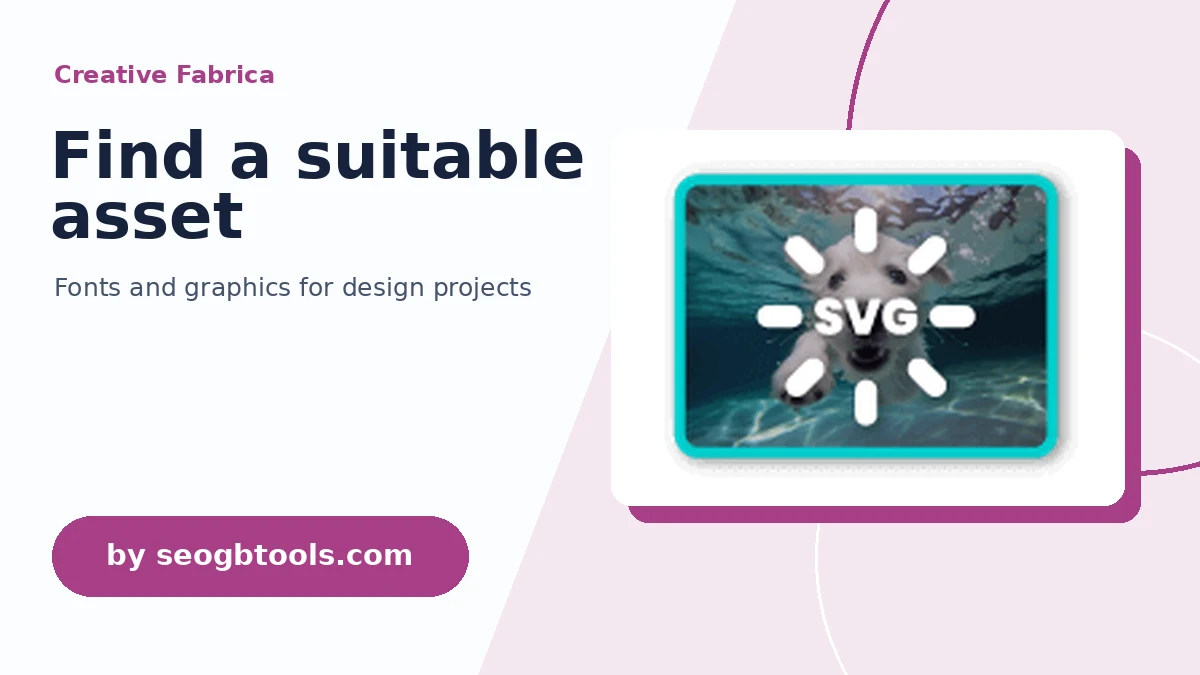 Creative Fabrica
Find a suitable
asset
Fonts and graphics for design projects
SVG
by seogbtools.com